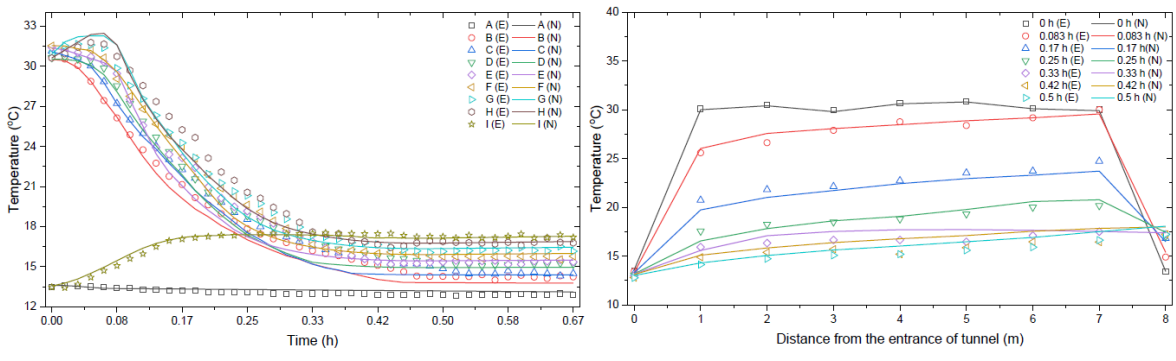 33
30
27
24
21
18
15
12
Temperature (°C)
0.00
0.08
0.17
0.25
0.33
0.42
0.50
0.58
0.67
Time (h)
A (E) A (N)
B (E) B (N)
C (E) C (N)
D (E) D (N)
E (E) E (N)
F (E) F (N)
G (E) G (N)
H (E) H (N)
I (E) I (N)
40
35
30
25
20
15
10
Temperature (°C)
0
1
2
3
4
5
6
7
8
Distance from the entrance of tunnel (m)
0 h (E) 0 h (N)
0.083 h (E) 0.083 h (N)
0.17 h(E) 0.17 h(N)
0.25 h(E) 0.25 h(N)
0.33 h(E) 0.33 h(N)
0.42 h(E) 0.42 h(N)
0.5 h(E) 0.5 h(N)